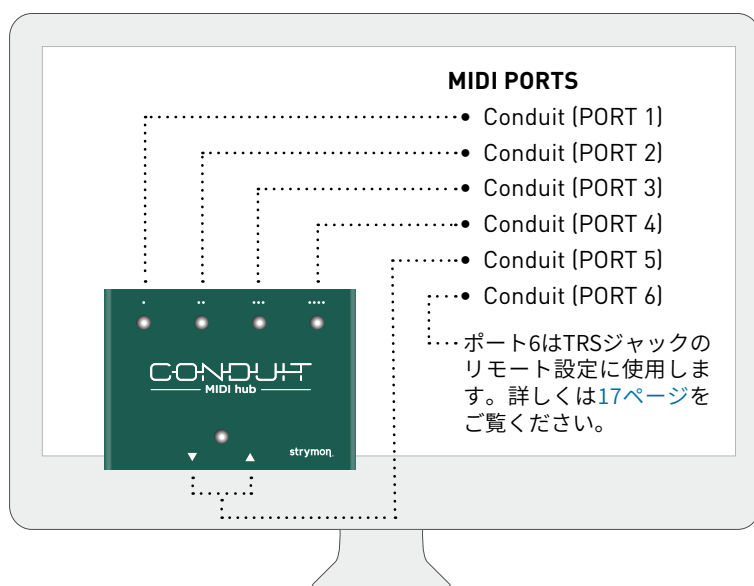 MIDI PORTS
• Conduit (PORT 1)
• Conduit (PORT 2)
• Conduit (PORT 3)
• Conduit (PORT 4)
• Conduit (PORT 5)
• Conduit (PORT 6)
ポート6はTRSジャックの
リモート設定に使用しま
す。詳しくは17ページを
ご覧ください。
CONDUIT
MIDI hub
strymon